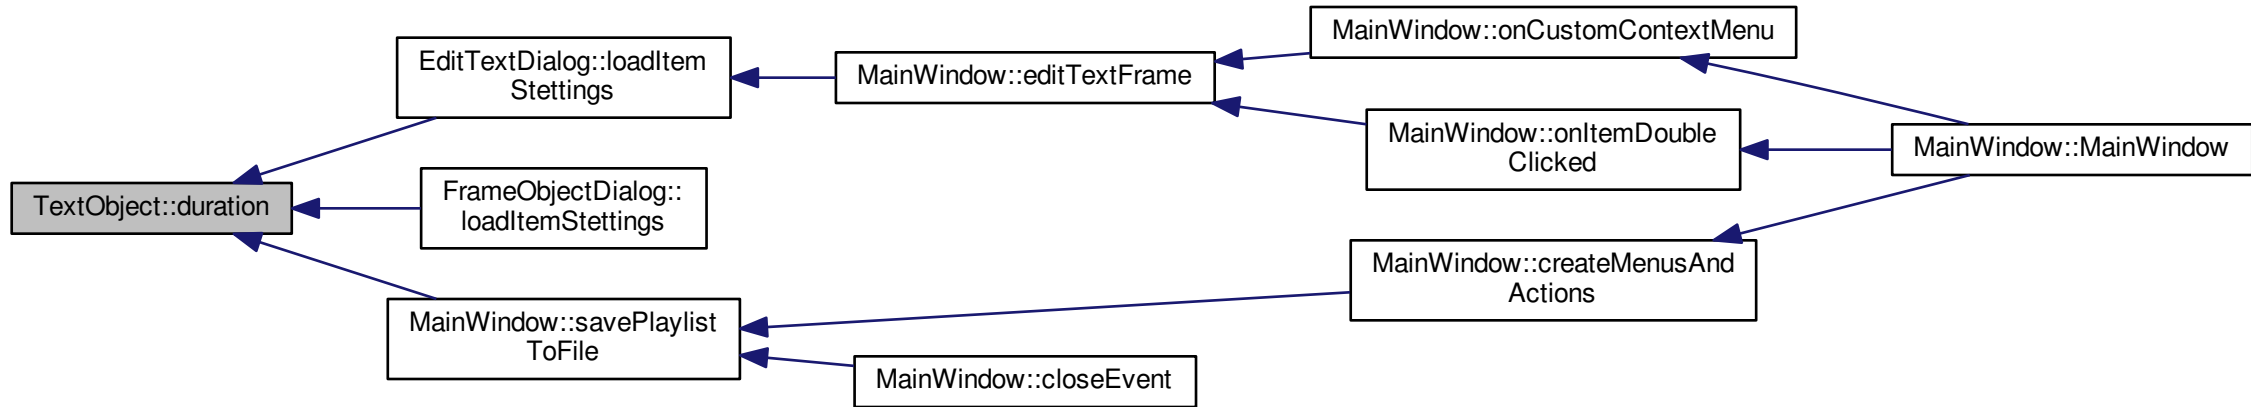 TextObject::duration
EditTextDialog::loadItem
Stettings
FrameObjectDialog::
loadItemStettings
MainWindow::savePlaylist
ToFile
MainWindow::editTextFrame
MainWindow::closeEvent
MainWindow::onCustomContextMenu
MainWindow::onItemDouble
Clicked
MainWindow::createMenusAnd
Actions
MainWindow::MainWindow